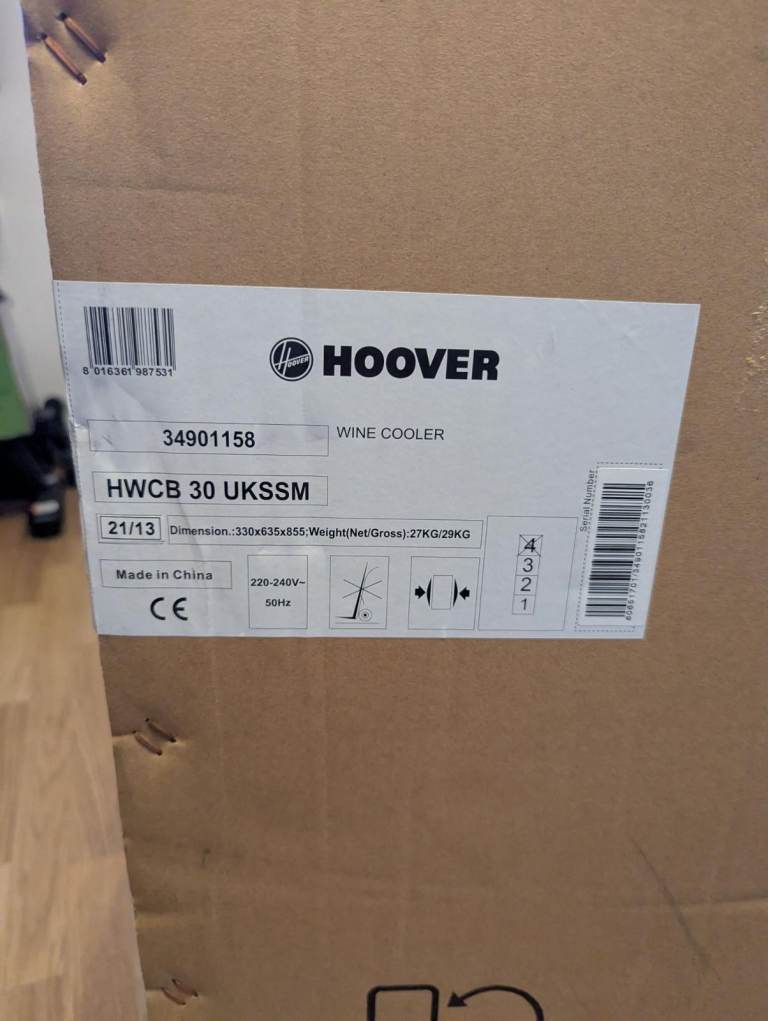 8 016361 987531
HOOVER
HOOVER
34901158
WINE COOLER
HWCB 30 UKSSM
21/13
Dimension.:330x635x855;Weight(Net/Gross):27KG/29KG
Made in China
CE
220-240V~
50Hz
4
3
2
1
Serial Number